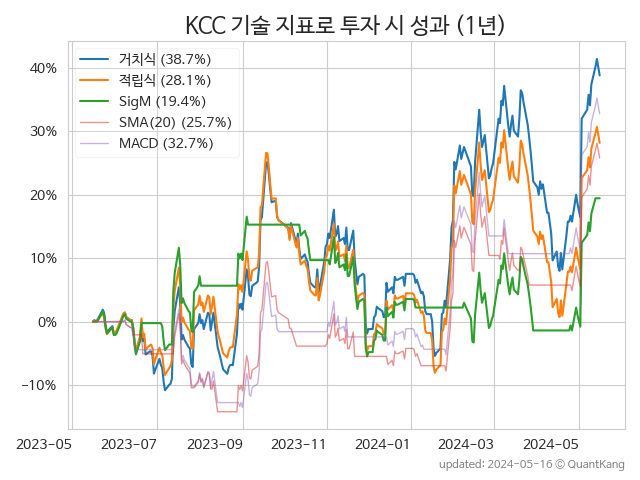 KCC 기술 지표로 투자 시 성과 (1년)
거치식 (38.7%)
적립식 (28.1%)
SigM (19.4%)
SMA(20) (25.7%)
MACD (32.7%)
40%
30%
20%
10%
0%
−10%
2023-05 2023-07 2023-09 2023-11 2024-01 2024-03 2024-05
updated: 2024-05-16 ⓒ QuantKang